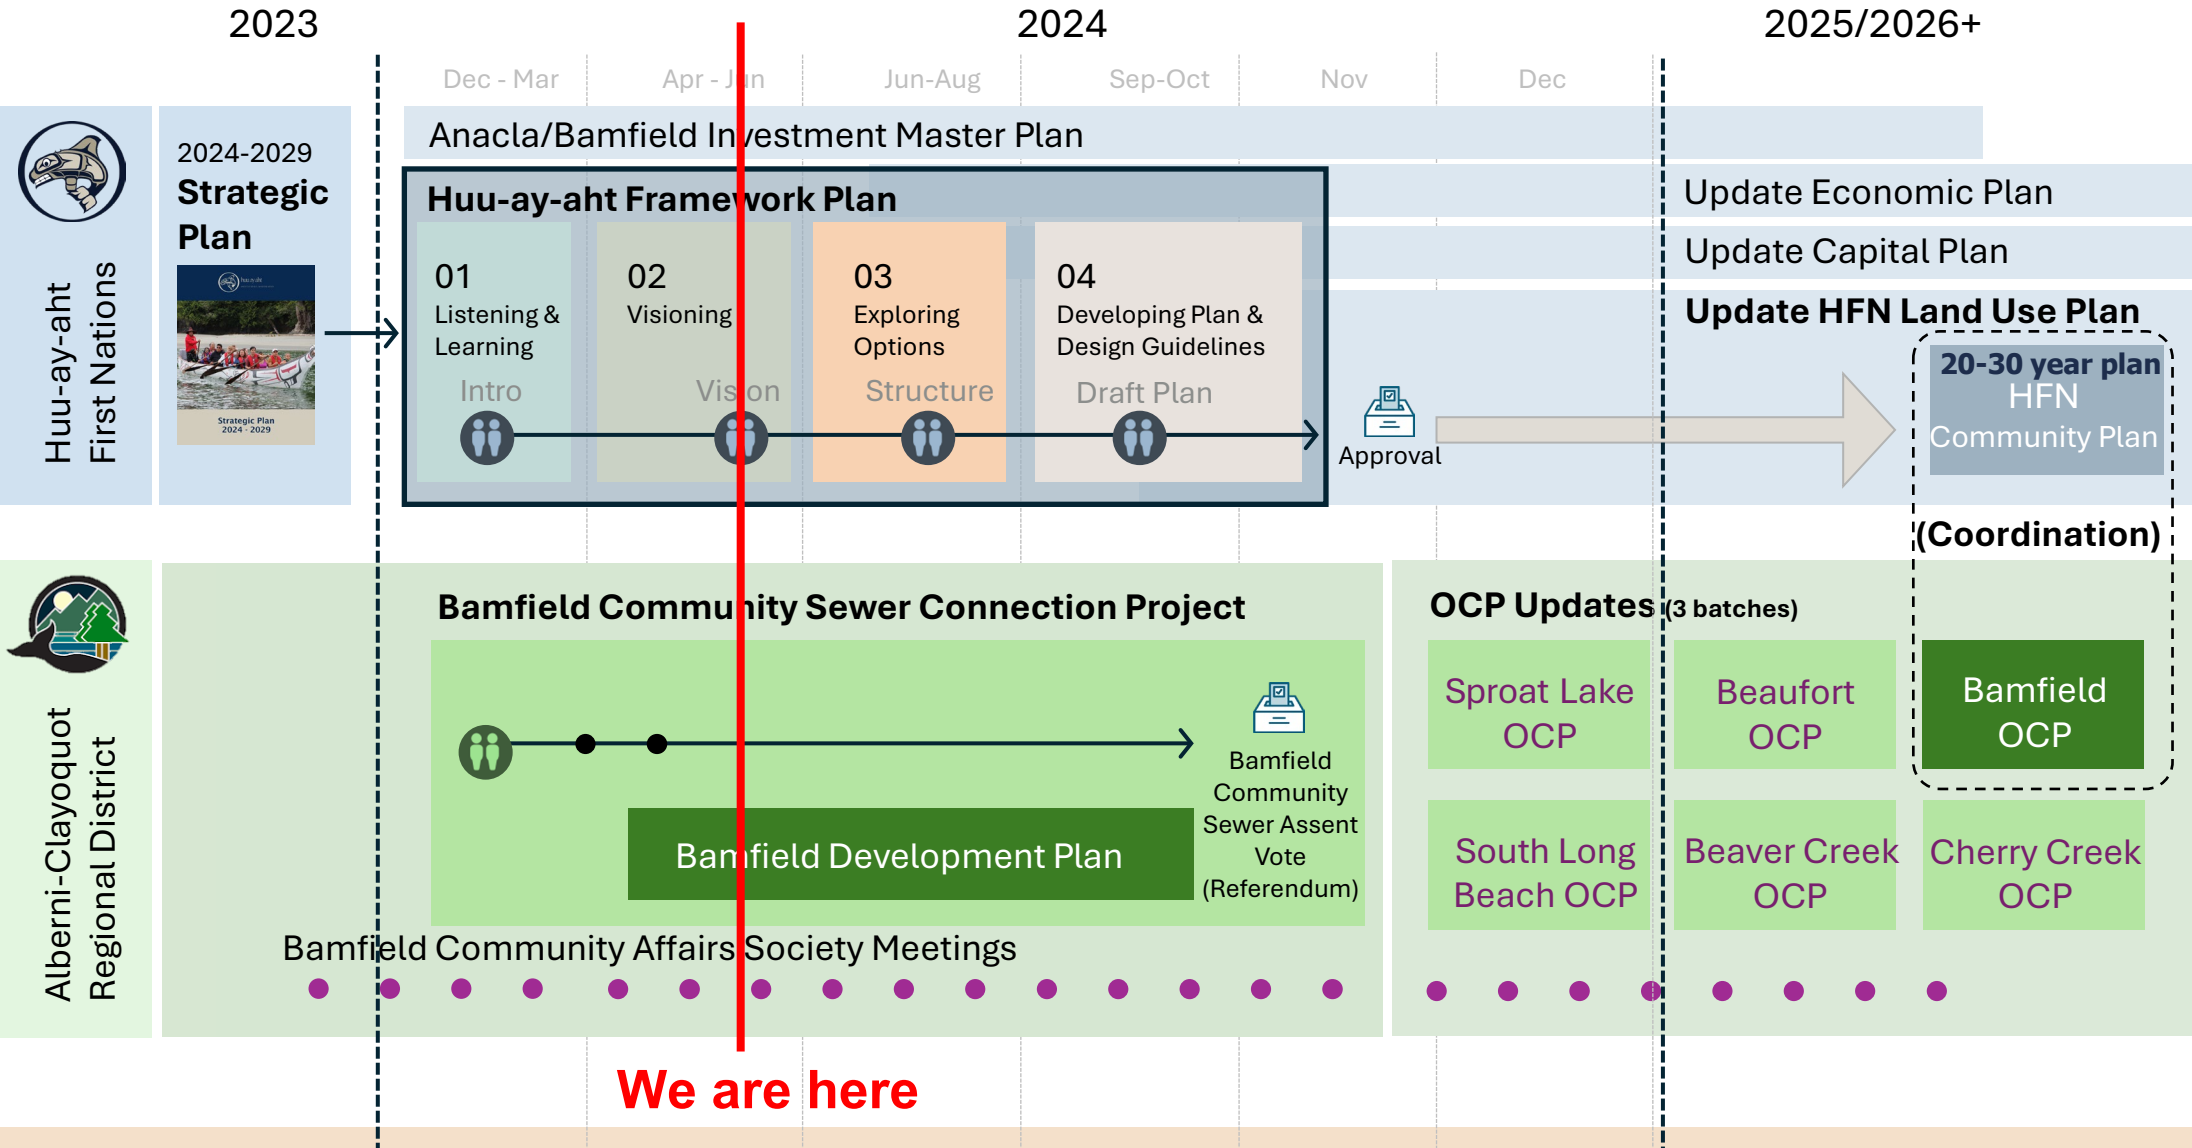 2023
2024
2025/2026+
Dec - Mar
Apr - Jun
Jun-Aug
Sep-Oct
Nov
Dec
Huu-ay-aht
First Nations
2024-2029
Strategic
Plan
Strategic Plan
2024 - 2029
Anacla/Bamfield Investment Master Plan
Huu-ay-aht Framework Plan
01
Listening &
Learning
Intro
02
Visioning
Vision
03
Exploring
Options
Structure
04
Developing Plan &
Design Guidelines
Draft Plan
Approval
Update Economic Plan
Update Capital Plan
Update HFN Land Use Plan
20-30 year plan
HFN
Community Plan
(Coordination)
Alberni-Clayoquot
Regional District
Bamfield Community Sewer Connection Project
Bamfield
Community
Sewer Assent
Vote
(Referendum)
Bamfield Development Plan
Bamfield Community Affairs Society Meetings
OCP Updates (3 batches)
Sproat Lake
OCP
Beaufort
OCP
Bamfield
OCP
South Long
Beach OCP
Beaver Creek
OCP
Cherry Creek
OCP
We are here